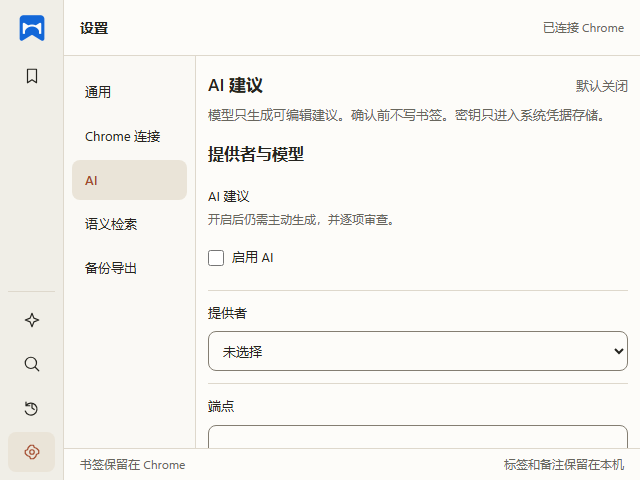 设置
已连接 Chrome
通用
Chrome 连接
AI
语义检索
备份导出
AI 建议
默认关闭
模型只生成可编辑建议。确认前不写书签。密钥只进入系统凭据存储。
提供者与模型
AI 建议
开启后仍需主动生成，并逐项审查。
启用 AI
提供者
未选择
端点
书签保留在 Chrome
标签和备注保留在本机